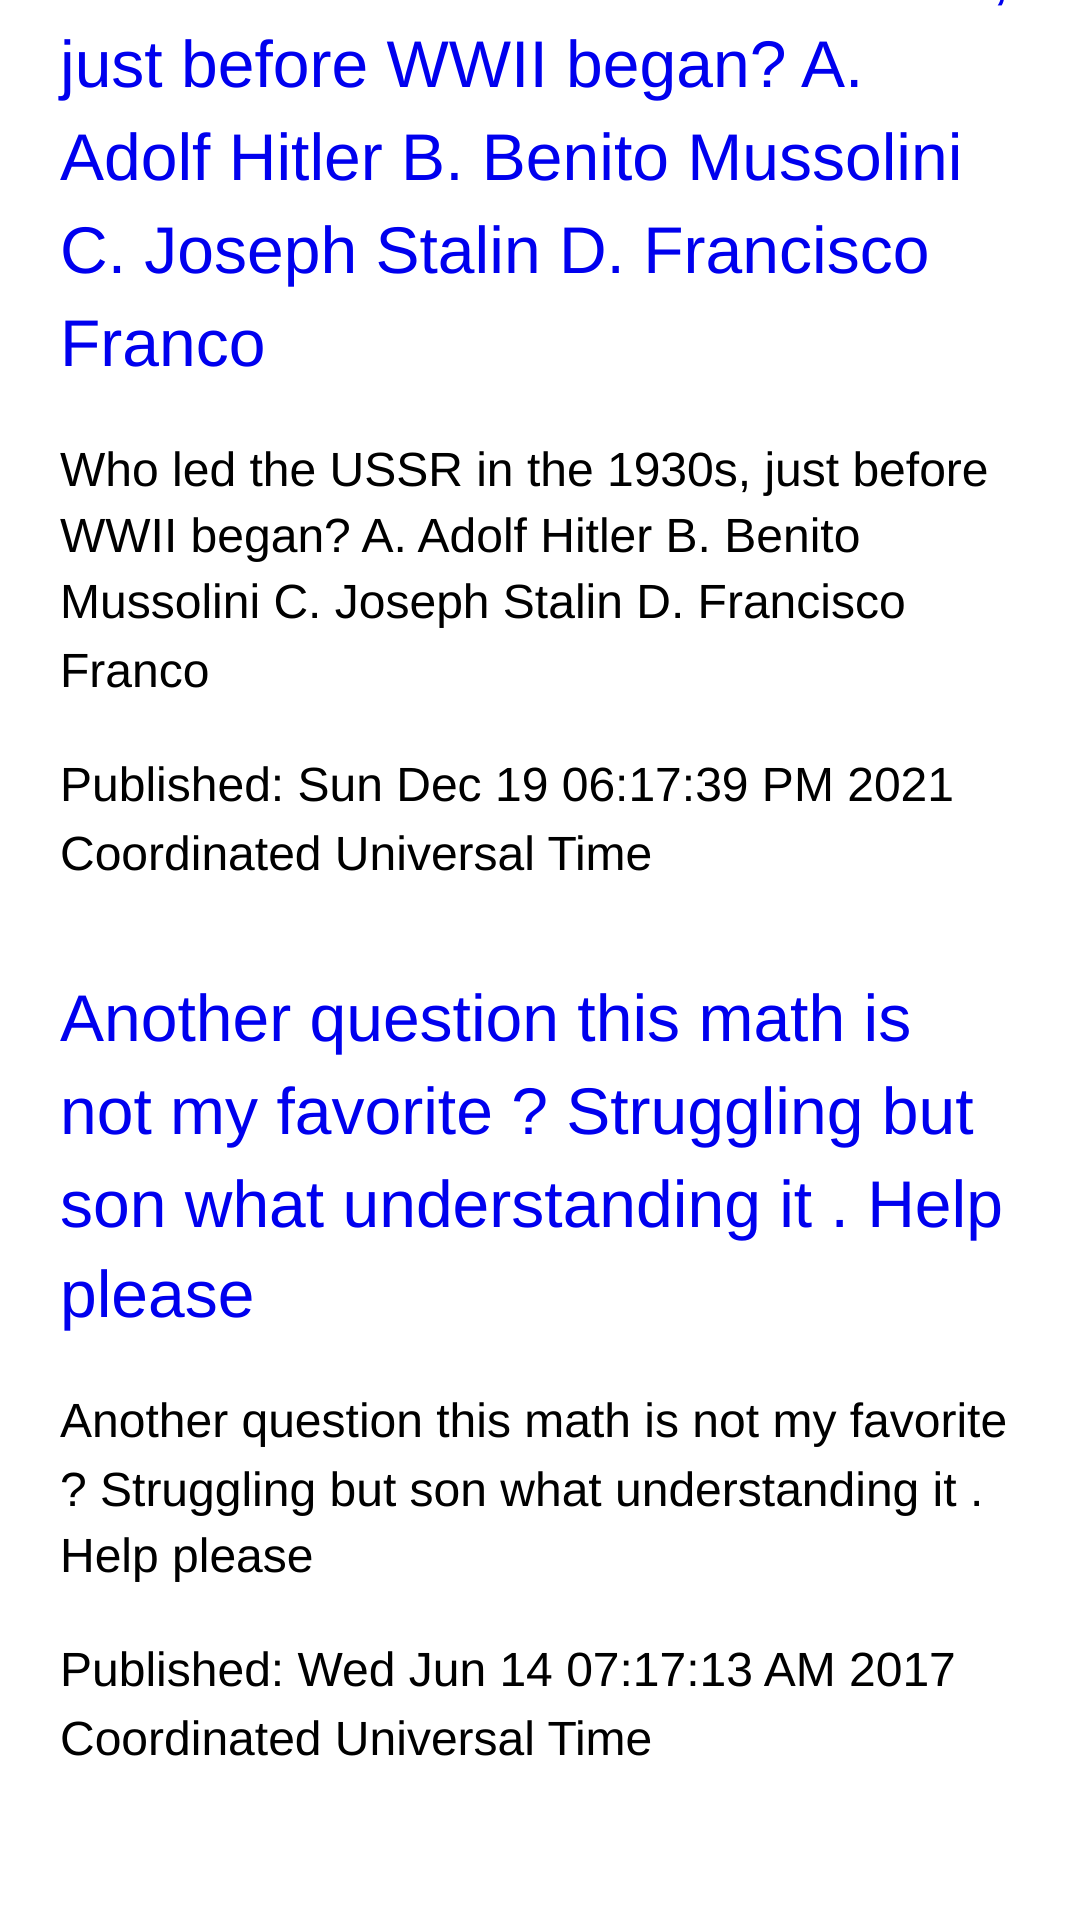 just before WWII began? A.
Adolf Hitler B. Benito Mussolini
C. Joseph Stalin D. Francisco
Franco
Who led the USSR in the 1930s, just before
WWII began? A. Adolf Hitler B. Benito
Mussolini C. Joseph Stalin D. Francisco
Franco
Published: Sun Dec 19 06:17:39 PM 2021
Coordinated Universal Time
Another question this math is
not my favorite ? Struggling but
son what understanding it . Help
please
Another question this math is not my favorite
? Struggling but son what understanding it .
Help please
Published: Wed Jun 14 07:17:13 AM 2017
Coordinated Universal Time